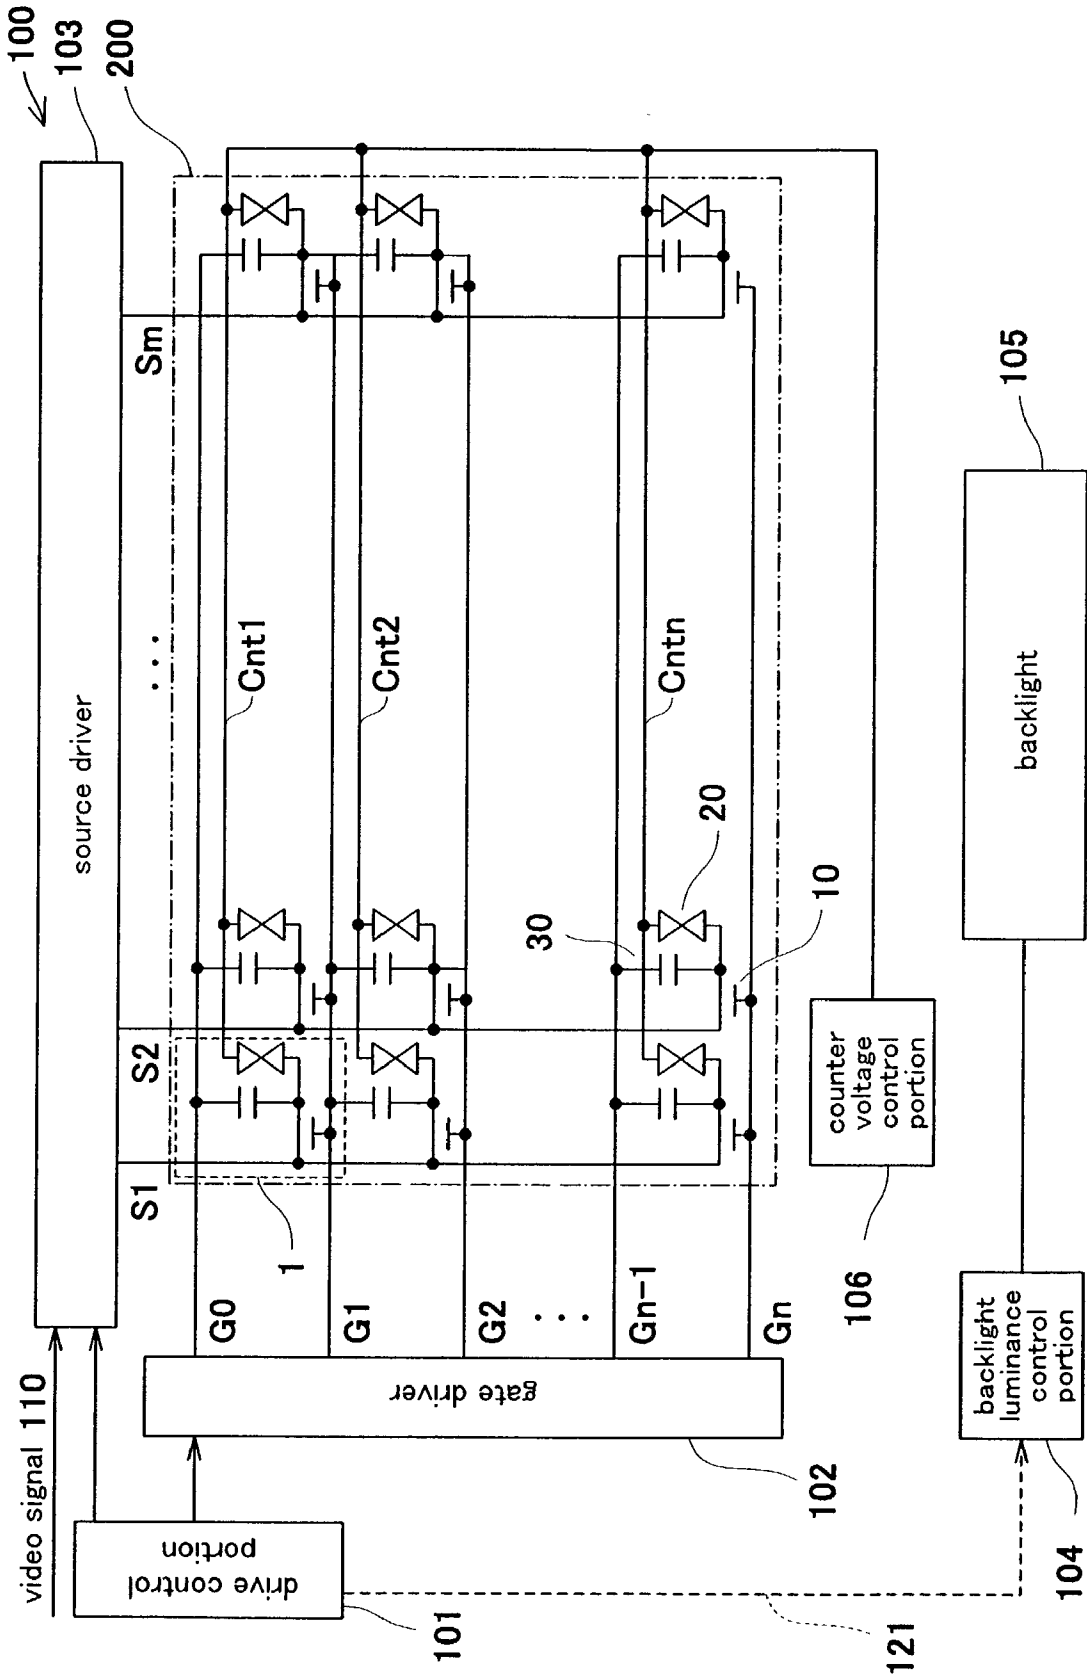 100
103
200
source driver
video signal 110
drive control
portion
101
gate driver
102
S1
S2
. . .
Sm
1
G0
G1
G2
. . .
Gn-1
Gn
Cnt1
Cnt2
Cntn
30
20
10
counter
voltage
control
portion
106
backlight
105
backlight
luminance
control
portion
104
121